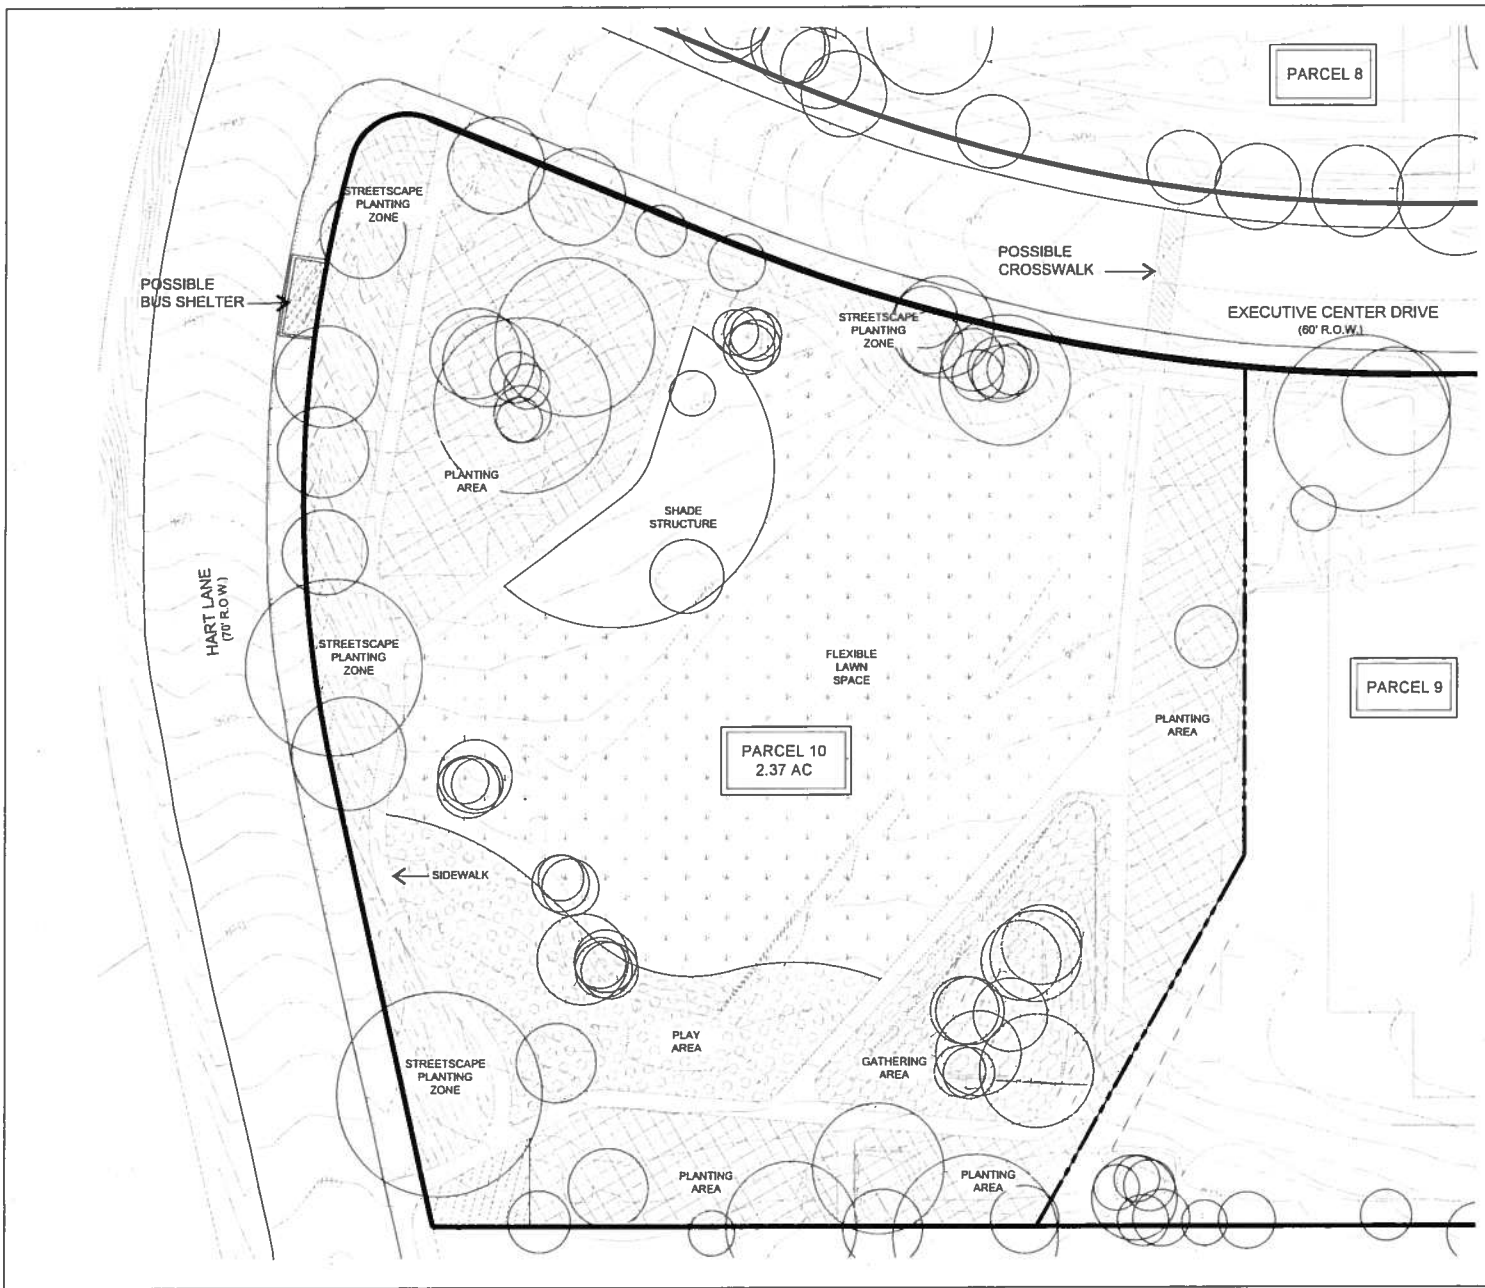 PARCEL 8
STREETSCAPE
PLANTING
ZONE
POSSIBLE
BUS SHELTER
POSSIBLE
CROSSWALK
EXECUTIVE CENTER DRIVE
(60' R.O.W.)
STREETSCAPE
PLANTING
ZONE
PLANTING
AREA
SHADE
STRUCTURE
HART LANE
(70' R.O.W.)
STREETSCAPE
PLANTING
ZONE
FLEXIBLE
LAWN
SPACE
PARCEL 9
PLANTING
AREA
PARCEL 10
2.37 AC
SIDEWALK
PLAY
AREA
GATHERING
AREA
STREETSCAPE
PLANTING
ZONE
PLANTING
AREA
PLANTING
AREA